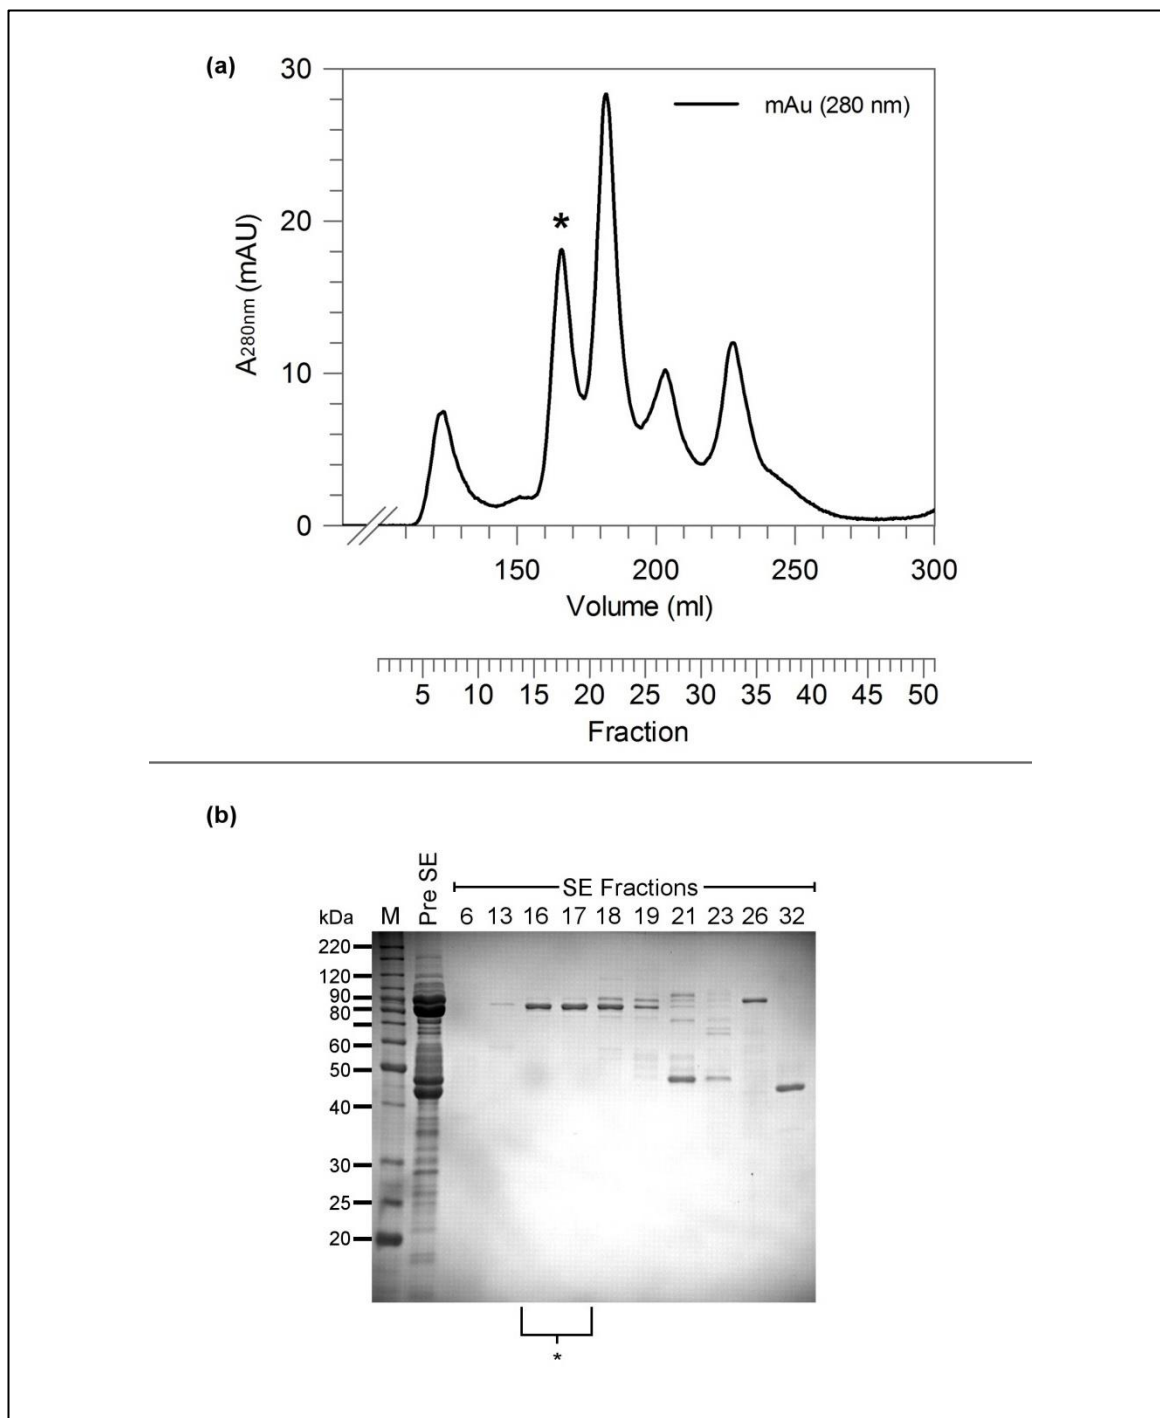 (a)
30
20
10
0
A280nm (mAU)
*
mAu (280 nm)
150 200 250 300
Volume (ml)
5 10 15 20 25 30 35 40 45 50
Fraction
(b)
Pre SE
SE Fractions
kDa M 6 13 16 17 18 19 21 23 26 32
220
120
90
80
60
50
40
30
25
20
*